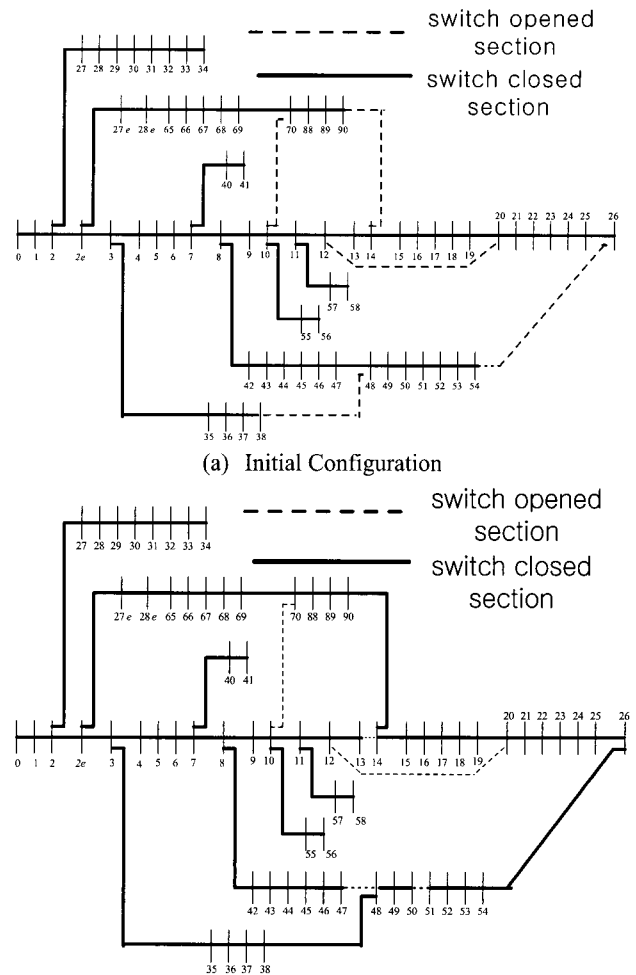 switch opened
section
switch closed
section
27 28 29 30 31 32 33 34
27 e 28 e 65 66 67 68 69 70 88 89 90
40 41
20 21 22 23 24 25 26
0 1 2 2e 3 4 5 6 7 8 9 10 11 12 13 14 15 16 17 18 19
57 58
55 56
42 43 44 45 46 47 48 49 50 51 52 53 54
35 36 37 38
(a) Initial Configuration
switch opened
section
switch closed
section
27 28 29 30 31 32 33 34
27 e 28 e 65 66 67 68 69 70 88 89 90
40 41
20 21 22 23 24 25 26
0 1 2 2e 3 4 5 6 7 8 9 10 11 12 13 14 15 16 17 18 19
57 58
55 56
42 43 44 45 46 47 48 49 50 51 52 53 54
35 36 37 38